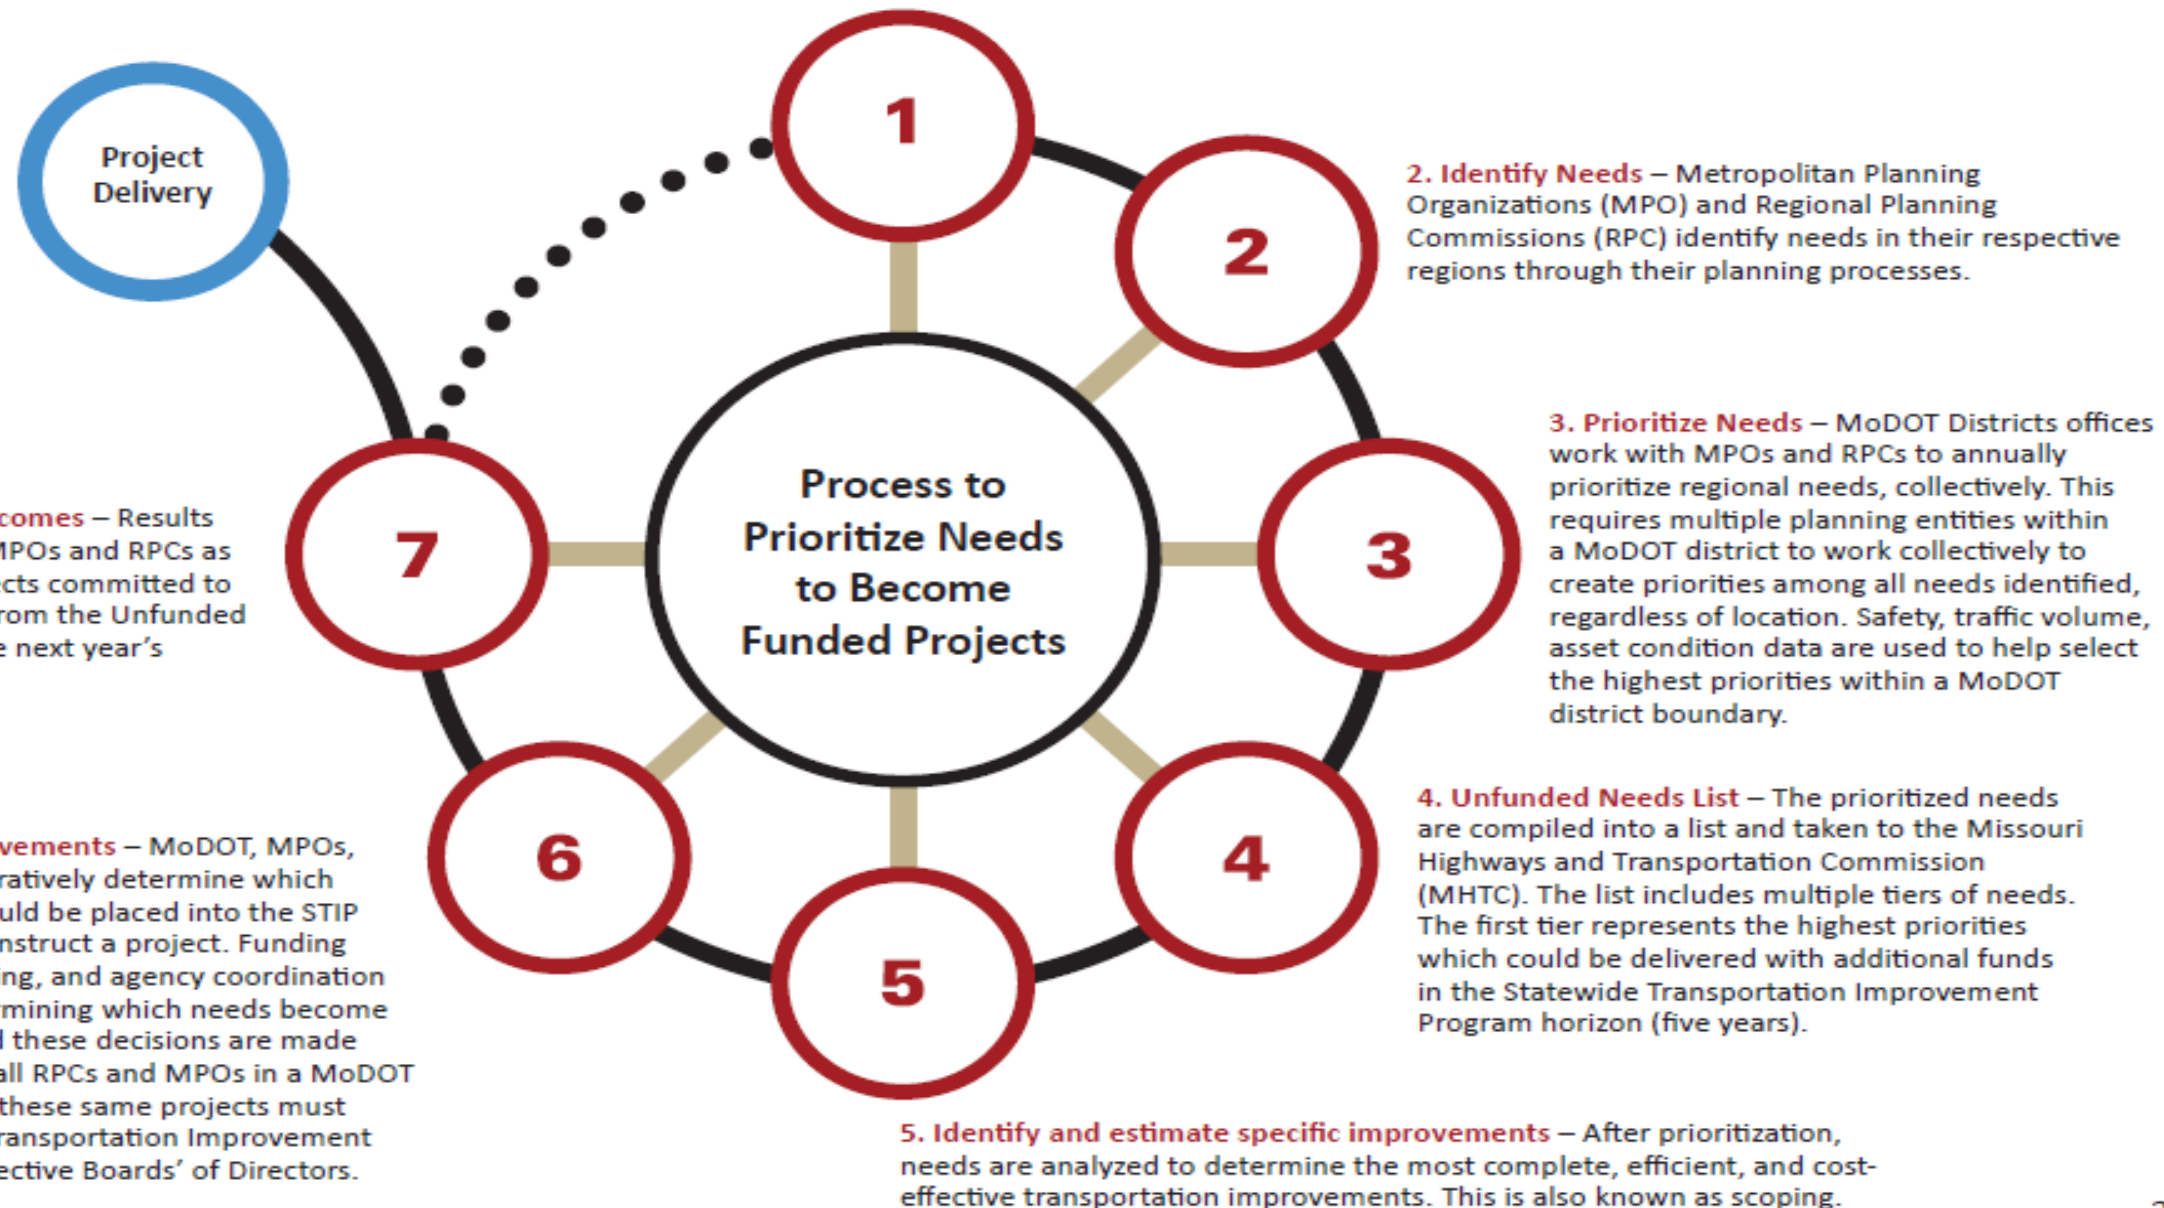 1
Project
Delivery
2
2. Identify Needs – Metropolitan Planning
Organizations (MPO) and Regional Planning
Commissions (RPC) identify needs in their respective
regions through their planning processes.
3. Prioritize Needs – MoDOT Districts offices
work with MPOs and RPCs to annually
prioritize regional needs, collectively. This
requires multiple planning entities within
a MoDOT district to work collectively to
create priorities among all needs identified,
regardless of location. Safety, traffic volume,
asset condition data are used to help select
the highest priorities within a MoDOT
district boundary.
Process to
Prioritize Needs
to Become
Funded Projects
7
3
comes – Results
MPOs and RPCs as
ects committed to
rom the Unfunded
e next year’s
4. Unfunded Needs List – The prioritized needs
are compiled into a list and taken to the Missouri
Highways and Transportation Commission
(MHTC). The list includes multiple tiers of needs.
The first tier represents the highest priorities
which could be delivered with additional funds
in the Statewide Transportation Improvement
Program horizon (five years).
6
4
5
vements – MoDOT, MPOs,
ratively determine which
uld be placed into the STIP
nstruct a project. Funding
ing, and agency coordination
rmining which needs become
these decisions are made
all RPCs and MPOs in a MoDOT
these same projects must
ransportation Improvement
ective Boards’ of Directors.
5. Identify and estimate specific improvements – After prioritization,
needs are analyzed to determine the most complete, efficient, and cost-
effective transportation improvements. This is also known as scoping.